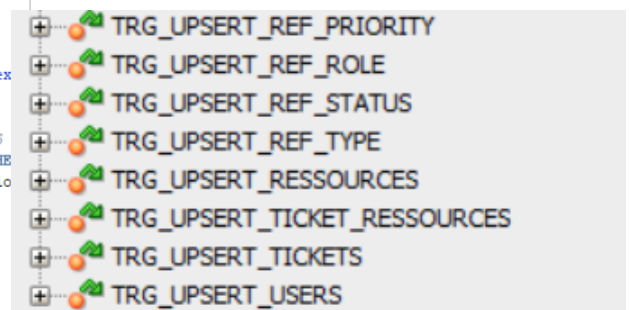 TRG_UPSERT_REF_PRIORITY
TRG_UPSERT_REF_ROLE
TRG_UPSERT_REF_STATUS
TRG_UPSERT_REF_TYPE
TRG_UPSERT_RESSOURCES
TRG_UPSERT_TICKET_RESSOURCES
TRG_UPSERT_TICKETS
TRG_UPSERT_USERS